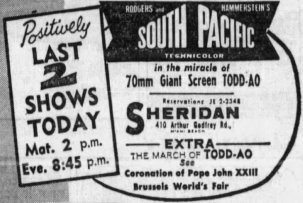 Positively
LAST
2
SHOWS
TODAY
Mat. 2 p.m.
Eve. 8:45 p.m.
RODGERS and HAMMERSTEIN'S
SOUTH PACIFIC
TECHNICOLOR
in the miracle of
70mm Giant Screen TODD-AO
Reservations JE 2-2348
SHERIDAN
410 Arthur Godfrey Rd.,
MIAMI BEACH
EXTRA
THE MARCH OF TODD-AO
See
Coronation of Pope John XXIII
Brussels World's Fair